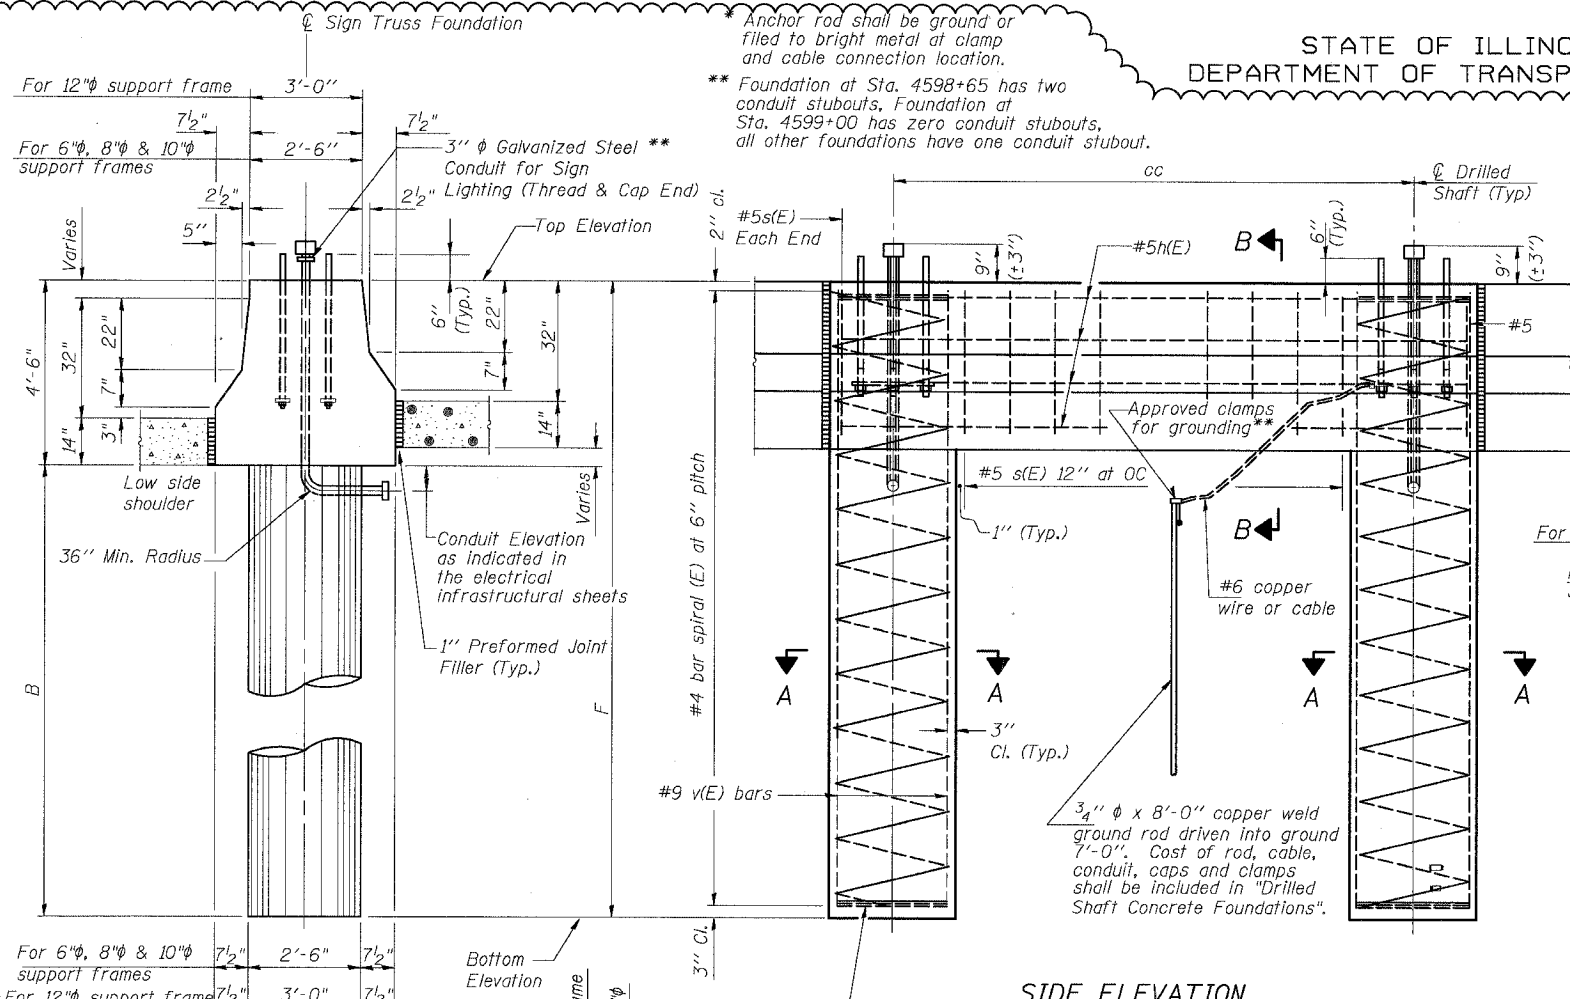 ℄ Sign Truss Foundation
* Anchor rod shall be ground or
filed to bright metal at clamp
and cable connection location.
** Foundation at Sta. 4598+65 has two
conduit stubouts, Foundation at
Sta. 4599+00 has zero conduit stubouts,
all other foundations have one conduit stubout.
STATE OF ILLINO
DEPARTMENT OF TRANSP
For 12"ϕ support frame
3'-0"
7½"
7½"
For 6"ϕ, 8"ϕ & 10"ϕ
support frames
2'-6"
3" ϕ Galvanized Steel **
Conduit for Sign
Lighting (Thread & Cap End)
2½"
2½"
5"
Varies
Top Elevation
4'-6"
32"
22"
7"
14"
3"
6"
(Typ.)
22"
7"
32"
14"
Low side
shoulder
36" Min. Radius
Varies
Conduit Elevation
as indicated in
the electrical
infrastructural sheets
1" Preformed Joint
Filler (Typ.)
B
F
For 6"ϕ, 8"ϕ & 10"ϕ
support frames
7½"
2'-6"
7½"
For 12"ϕ support frame
7½"
3'-0"
7½"
Bottom
Elevation
cc
℄ Drilled
Shaft (Typ)
2" cl.
#5s(E)
Each End
9"
(±3")
#5h(E)
B
6"
(Typ.)
9"
(±3")
#5
Approved clamps
for grounding**
#5 s(E) 12" at OC
1" (Typ.)
B
For
#6 copper
wire or cable
#4 bar spiral (E) at 6" pitch
A
A
A
A
3"
Cl. (Typ.)
#9 v(E) bars
¾" ϕ x 8'-0" copper weld
ground rod driven into ground
7'-0". Cost of rod, cable,
conduit, caps and clamps
shall be included in "Drilled
Shaft Concrete Foundations".
3" Cl.
SIDE ELEVATION